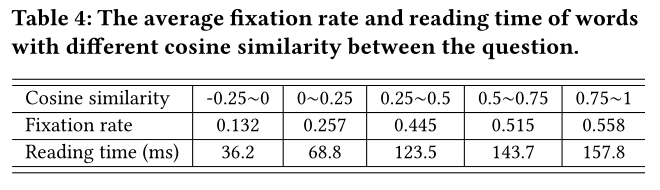 Table 4: The average fixation rate and reading time of words
with different cosine similarity between the question.
Cosine similarity -0.25~0 0~0.25 0.25~0.5 0.5~0.75 0.75~1
Fixation rate 0.132 0.257 0.445 0.515 0.558
Reading time (ms) 36.2 68.8 123.5 143.7 157.8